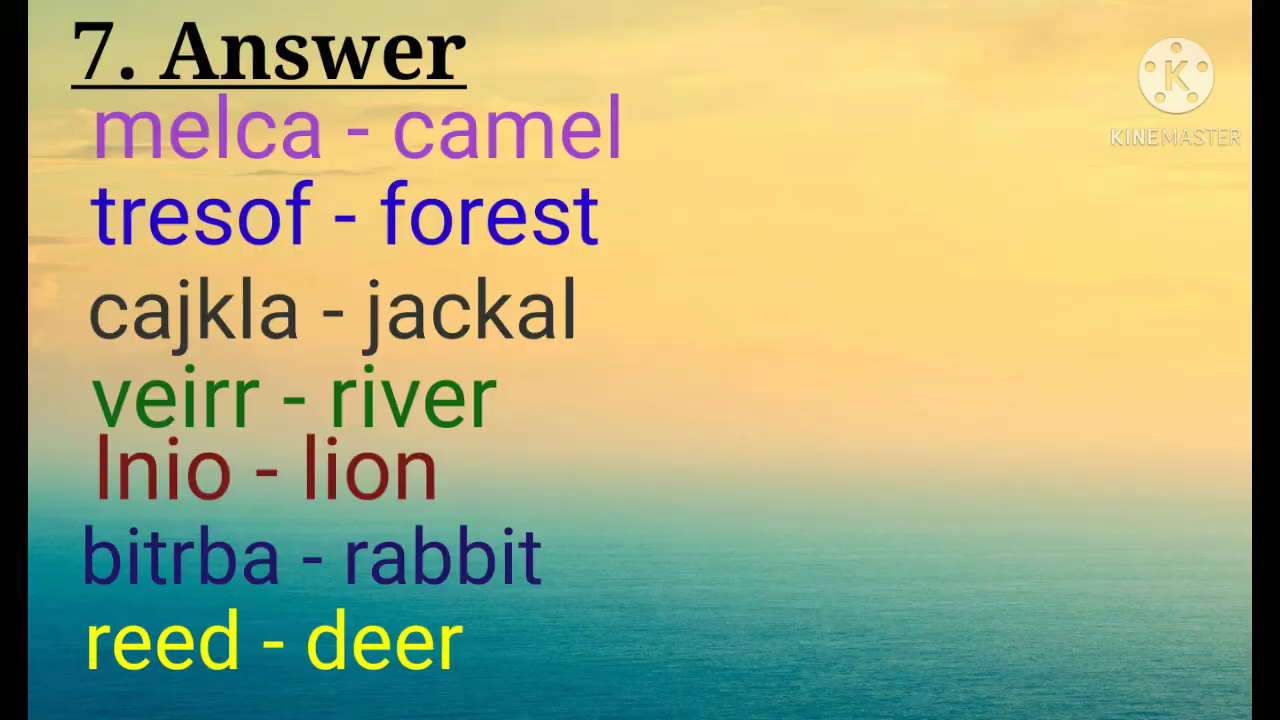 7. Answer
melca - camel
tresof - forest
cajkla - jackal
veirr - river
lnio - lion
bitrba - rabbit
reed - deer
K
KINEMASTER